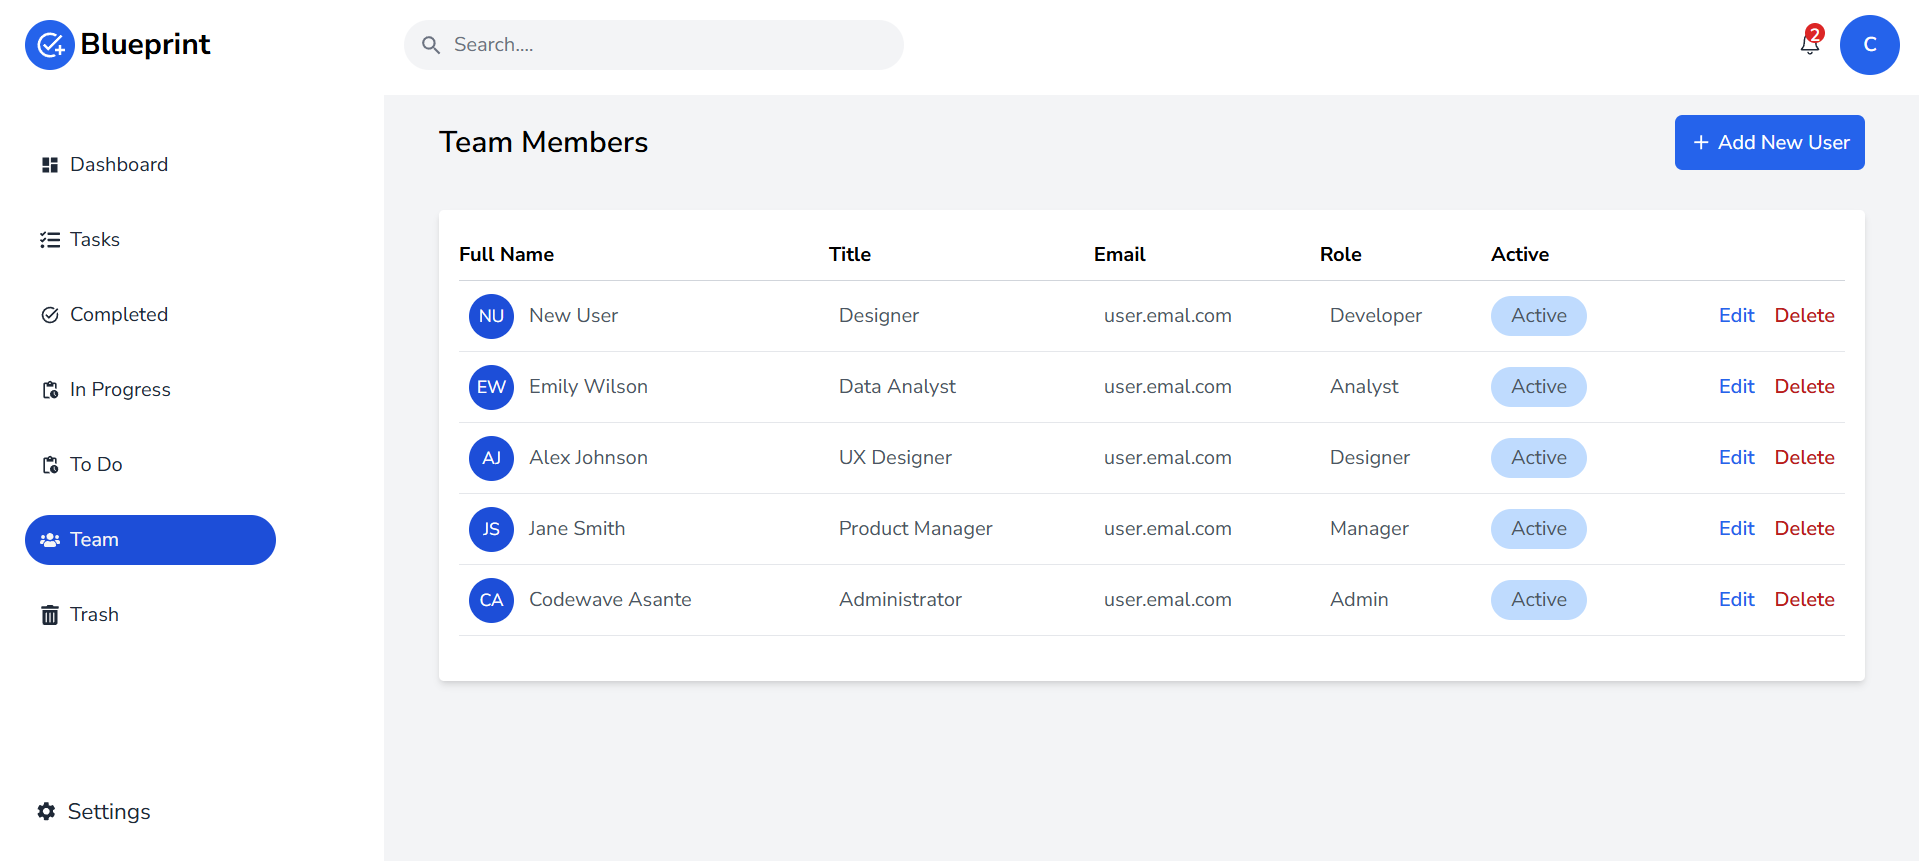 Blueprint
Search....
2
C
Dashboard
Tasks
Completed
In Progress
To Do
Team
Trash
Settings
Team Members
+ Add New User
Full Name Title Email Role Active
NU New User Designer user.emal.com Developer Active Edit Delete
EW Emily Wilson Data Analyst user.emal.com Analyst Active Edit Delete
AJ Alex Johnson UX Designer user.emal.com Designer Active Edit Delete
JS Jane Smith Product Manager user.emal.com Manager Active Edit Delete
CA Codewave Asante Administrator user.emal.com Admin Active Edit Delete